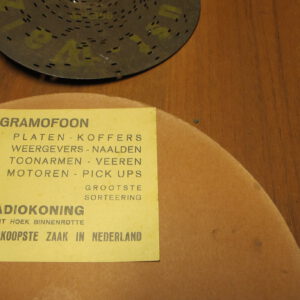 GRAMOFOON
PLATEN - KOFFERS
WEERGEVERS - NAALDEN
TOONARMEN - VEEREN
MOTOREN - PICK UPS
GROOTSTE
SORTEERING
ADIOKONING
HOEK BINNENROTTE
KOOPSTE ZAAK IN NEDERLAND